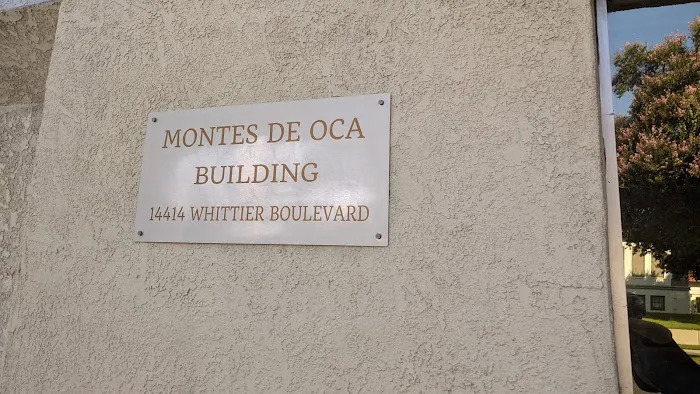 MONTES DE OCA
BUILDING
14414 WHITTIER BOULEVARD